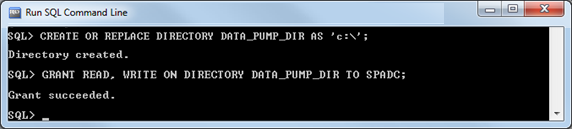 Run SQL Command Line
SQL> CREATE OR REPLACE DIRECTORY DATA_PUMP_DIR AS 'c:\';
Directory created.
SQL> GRANT READ, WRITE ON DIRECTORY DATA_PUMP_DIR TO SPADC;
Grant succeeded.
SQL> _